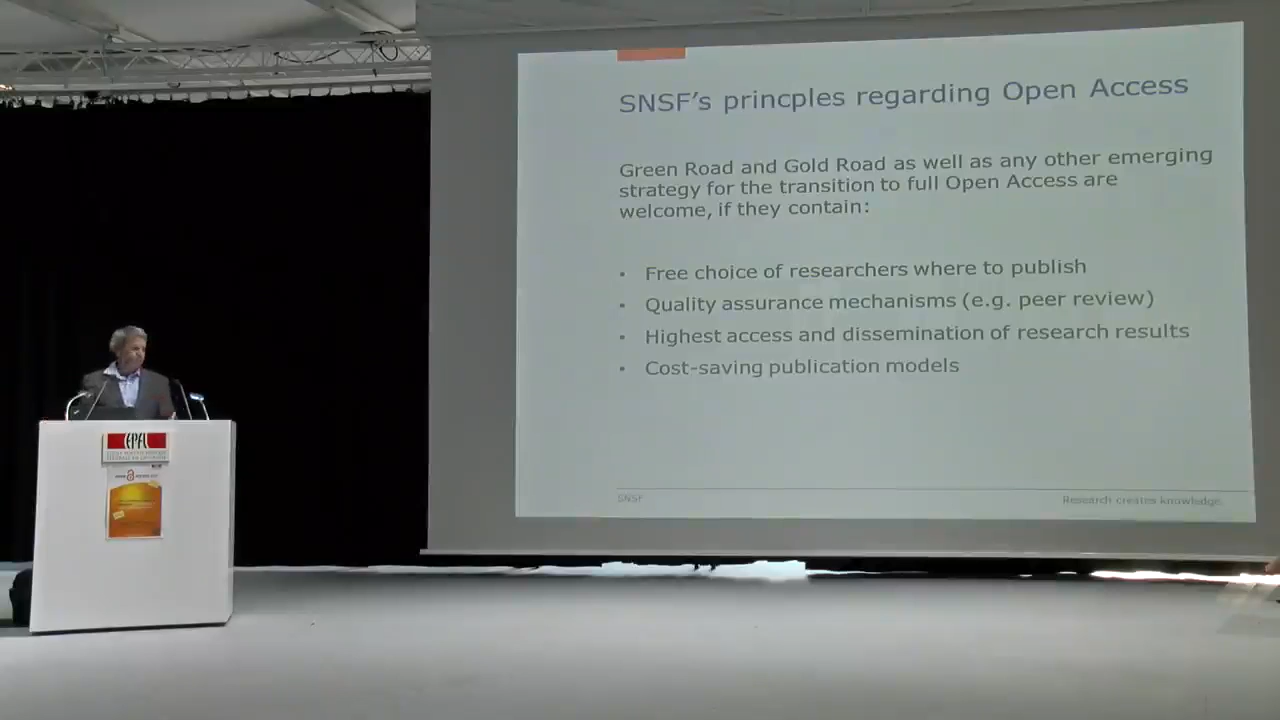 SNSF's princples regarding Open Access
Green Road and Gold Road as well as any other emerging
strategy for the transition to full Open Access are
welcome, if they contain:
• Free choice of researchers where to publish
• Quality assurance mechanisms (e.g. peer review)
• Highest access and dissemination of research results
• Cost-saving publication models
SNSF
Research creates knowledge
EPFL